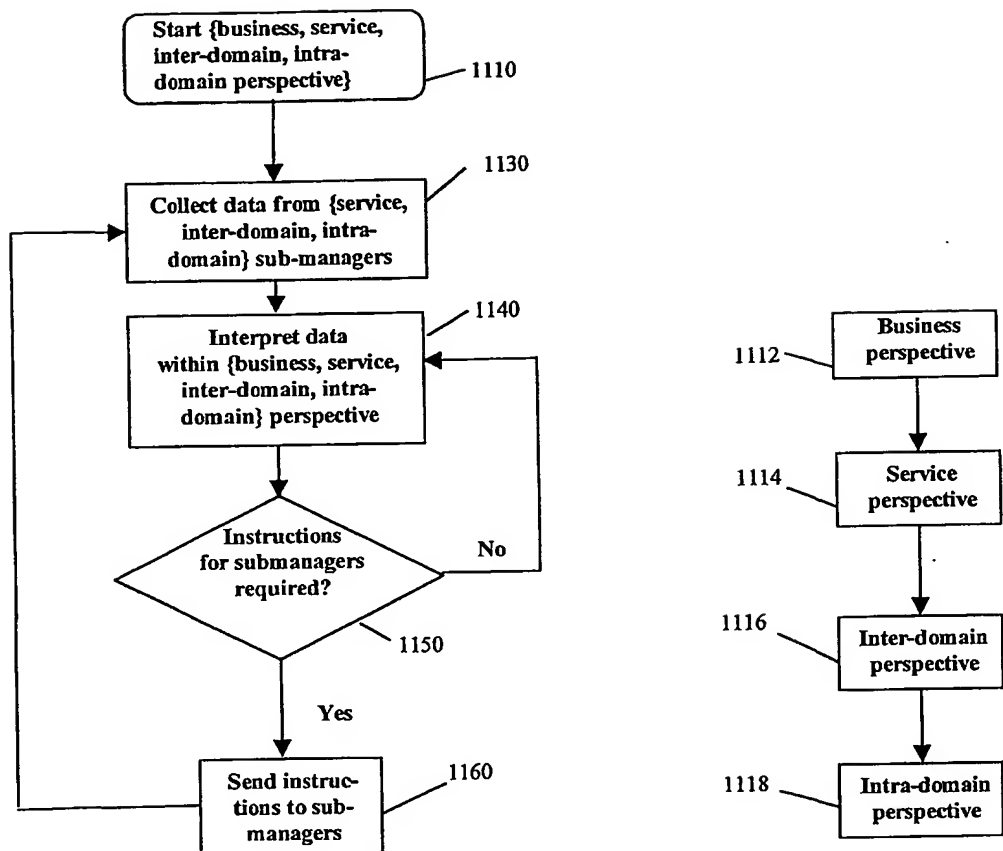 Start {business, service,
inter-domain, intra-
domain perspective}
1110
1130
Collect data from {service,
inter-domain, intra-
domain} sub-managers
1140
Interpret data
within {business, service,
inter-domain, intra-
domain} perspective
Instructions
for submanagers
required?
No
1150
Yes
Send instruc-
tions to sub-
managers
1160
Business
perspective
1112
Service
perspective
1114
Inter-domain
perspective
1116
Intra-domain
perspective
1118